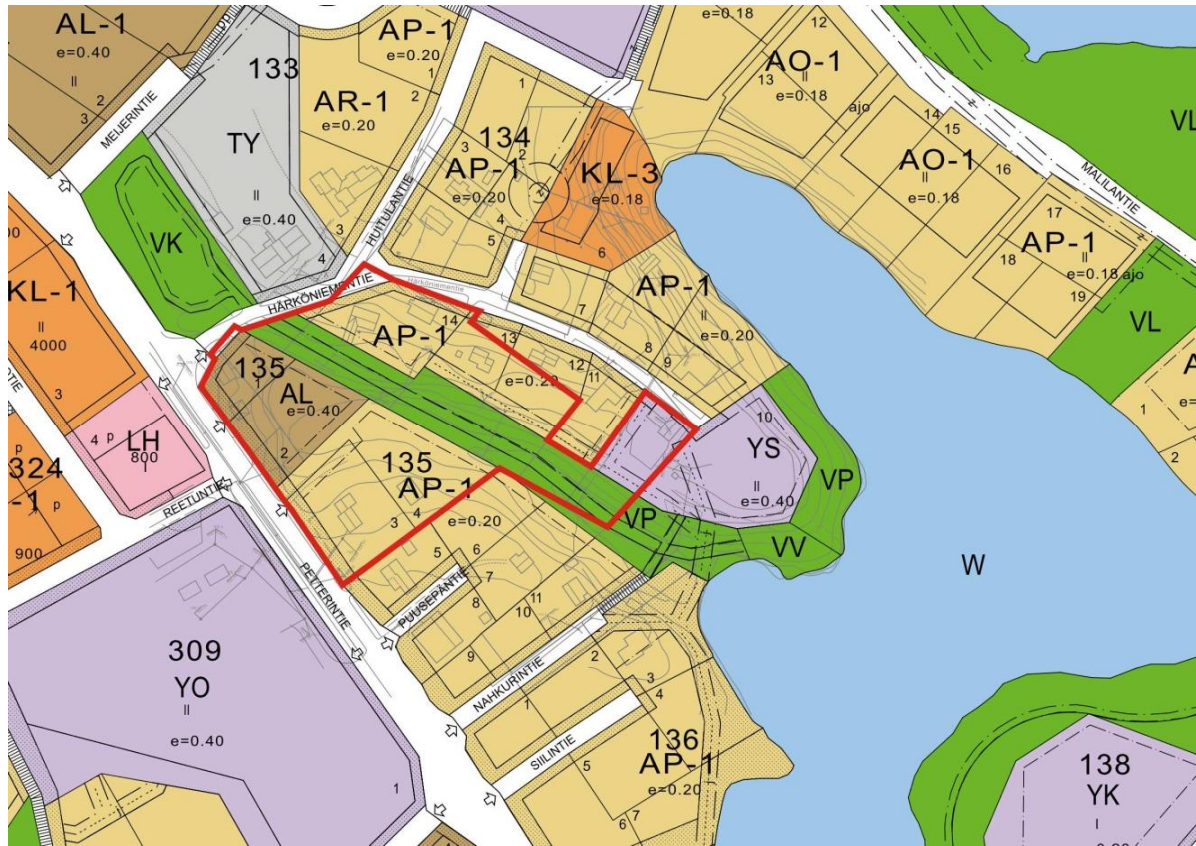 AL-1
e=0.40
II
2
3
MEIJERINTIE
133
AP-1
e=0.20
1
2
AR-1
e=0.20
TY
II
e=0.40
3
4
HUITULANTIE
VK
1
134
3
2
AP-1
e=0.20
4
5
KL-3
e=0.18
6
e=0.18
12
AO-1
13
II
e=0.18
ajo
14
15
AO-1
II
e=0.18
16
MALILANTIE
VL
17
AP-1
II
18
e=0.18 ajo
19
VL
1
2
KL-1
II
4000
3
HÄRKÖNIEMENTIE
Härköniementie
AP-1
14
13
12
11
e=0.20
7
AP-1
II
e=0.20
8
9
135
I
AL
e=0.40
2
LH
4 p
800
I
REETUNTIE
324
-1
p
p
900
135
AP-1
e=0.20
3
4
5
6
7
8
9
10
11
PUUSEPÄNTIE
10
YS
II
e=0.40
VP
VP
VV
W
PETTERINTIE
309
YO
II
e=0.40
1
NAHKURINTIE
SIILINTIE
1
2
3
4
136
AP-1
e=0.20
5
6
7
138
YK
I